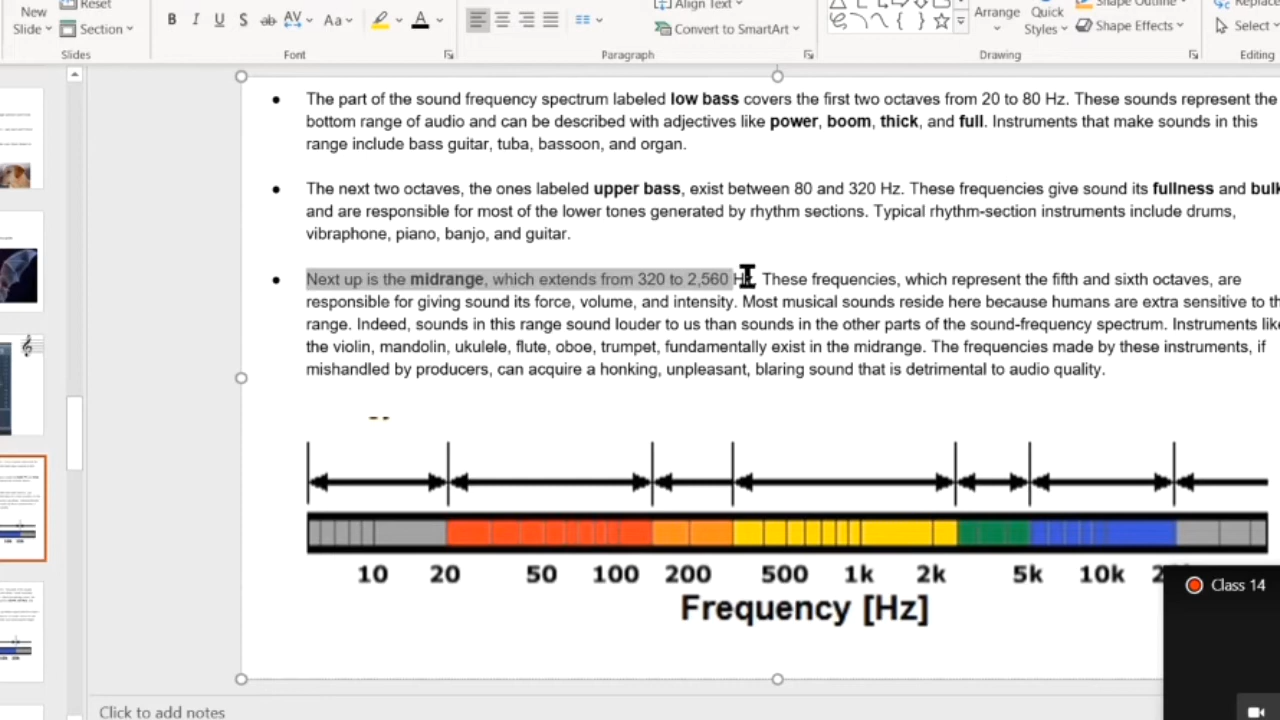 Reset
Align Text
Shape Outline
Replace
New
Slide
Section
B I U S ab AV Aa A
Convert to SmartArt
Arrange
Quick
Styles
Shape Effects
Select
Slides
Font
Paragraph
Drawing
Editing
• The part of the sound frequency spectrum labeled low bass covers the first two octaves from 20 to 80 Hz. These sounds represent the
bottom range of audio and can be described with adjectives like power, boom, thick, and full. Instruments that make sounds in this
range include bass guitar, tuba, bassoon, and organ.
• The next two octaves, the ones labeled upper bass, exist between 80 and 320 Hz. These frequencies give sound its fullness and bulk
and are responsible for most of the lower tones generated by rhythm sections. Typical rhythm-section instruments include drums,
vibraphone, piano, banjo, and guitar.
• Next up is the midrange, which extends from 320 to 2,560 Hz. These frequencies, which represent the fifth and sixth octaves, are
responsible for giving sound its force, volume, and intensity. Most musical sounds reside here because humans are extra sensitive to th
range. Indeed, sounds in this range sound louder to us than sounds in the other parts of the sound-frequency spectrum. Instruments like
the violin, mandolin, ukulele, flute, oboe, trumpet, fundamentally exist in the midrange. The frequencies made by these instruments, if
mishandled by producers, can acquire a honking, unpleasant, blaring sound that is detrimental to audio quality.
10 20 50 100 200 500 1k 2k 5k 10k 2
Frequency [Hz]
Class 14
Click to add notes